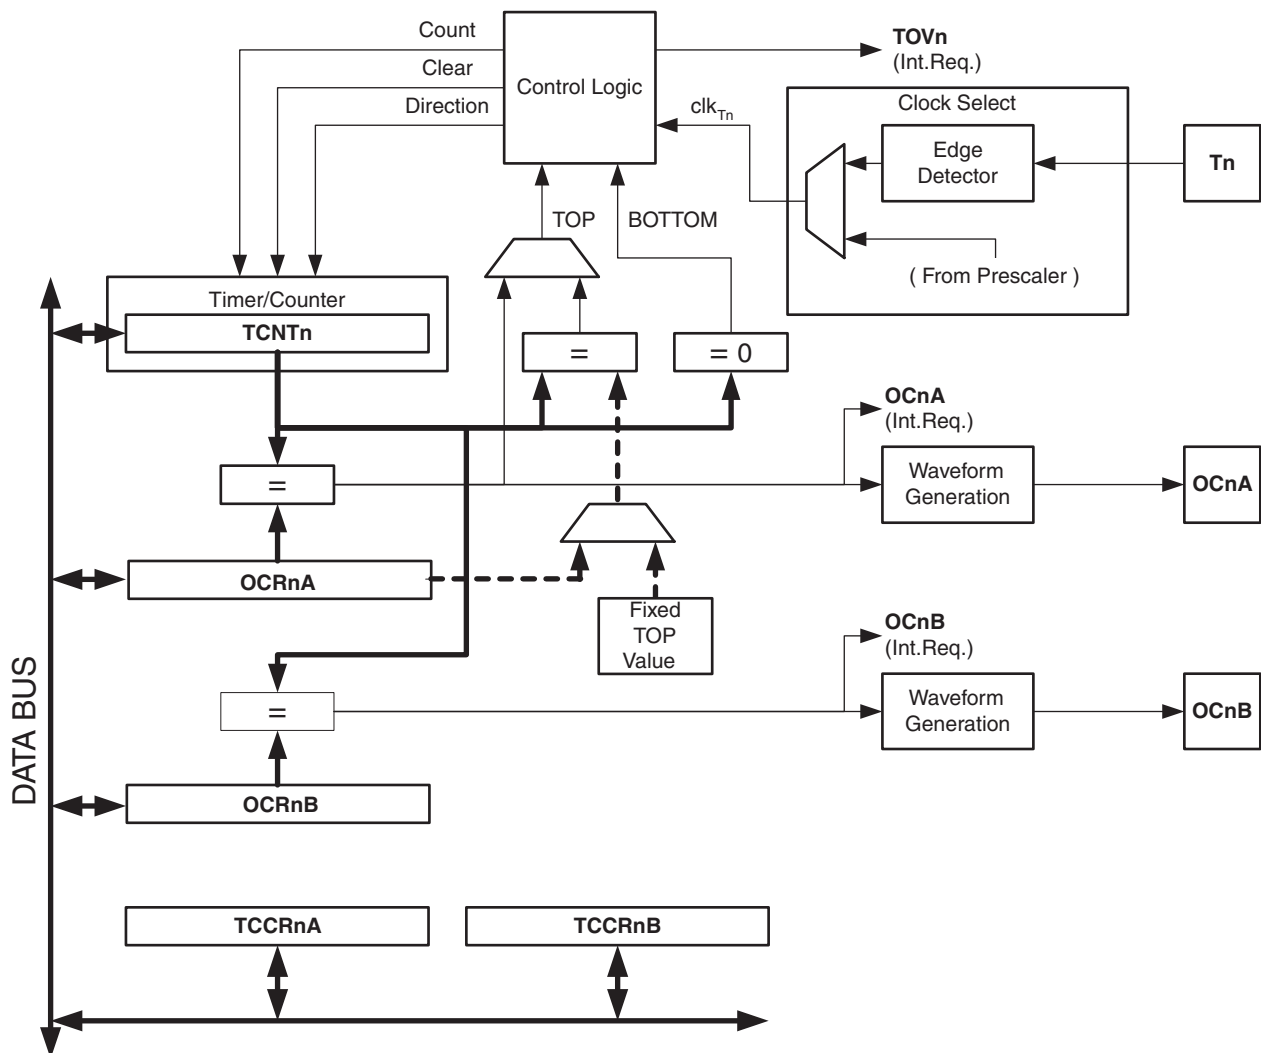 Count
Clear
Direction
Control Logic
TOVn
(Int.Req.)
clkTn
Clock Select
Edge
Detector
Tn
( From Prescaler )
TOP
BOTTOM
Timer/Counter
TCNTn
=
= 0
OCnA
(Int.Req.)
=
Waveform
Generation
OCnA
OCRnA
Fixed
TOP
Value
OCnB
(Int.Req.)
=
Waveform
Generation
OCnB
OCRnB
DATA BUS
TCCRnA
TCCRnB